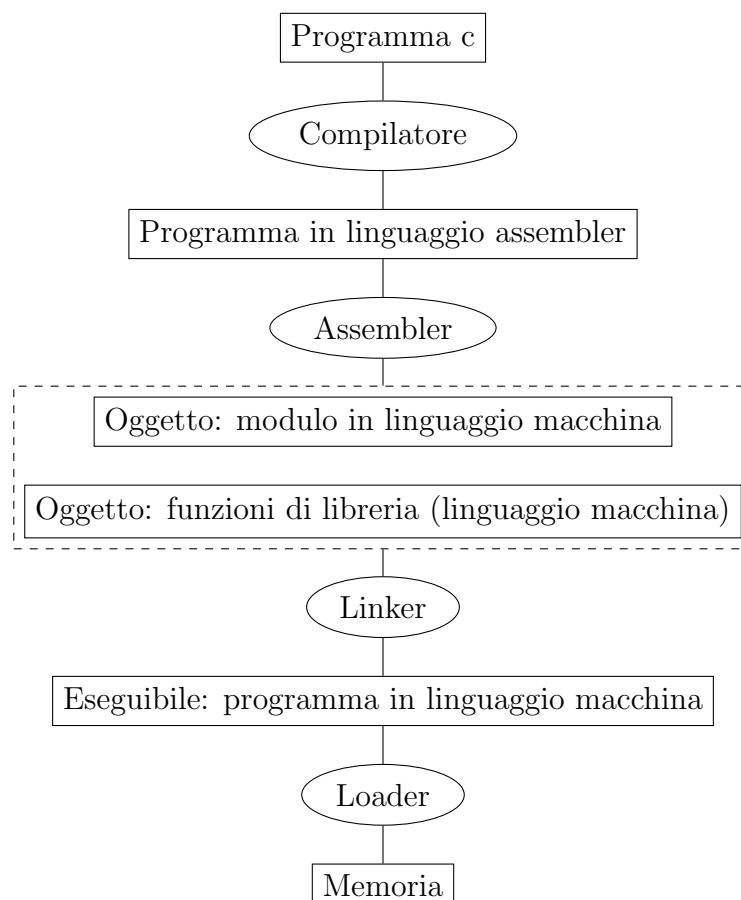 Programma c
Compilatore
Programma in linguaggio assembler
Assembler
Oggetto: modulo in linguaggio macchina
Oggetto: funzioni di libreria (linguaggio macchina)
Linker
Eseguibile: programma in linguaggio macchina
Loader
Memoria